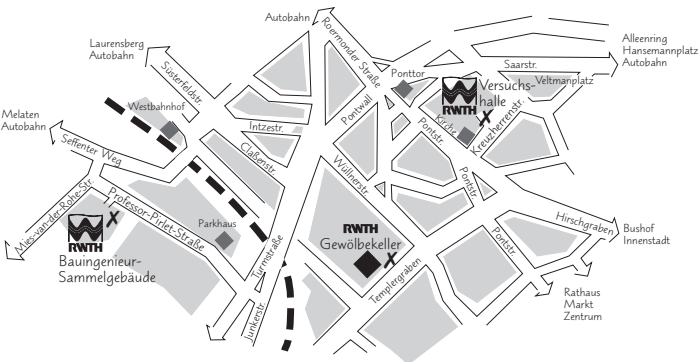 Autobahn
Laurensberg
Autobahn
Süsterfeldstr.
Roermonder Straße
Ponttor
Alleenring
Hansemannplatz
Autobahn
Saarstr.
Veltmanplatz
Versuchs-
halle
RWTH
Kirche
Kreuzherrenstr.
Westbahnhof
Melaten
Autobahn
Seffenter Weg
Intzestr.
Pontwall
Pontstr.
Claßenstr.
Wüllnerstr.
Pontstr.
Mies-van-der-Rohe-Str.
Professor-Pirlet-Straße
RWTH
Bauingenieur-
Sammelgebäude
Parkhaus
Turmstraße
RWTH
Gewölbekeller
Templergraben
Pontstr.
Hirschgraben
Bushof
Innenstadt
Junkerstr.
Rathaus
Markt
Zentrum